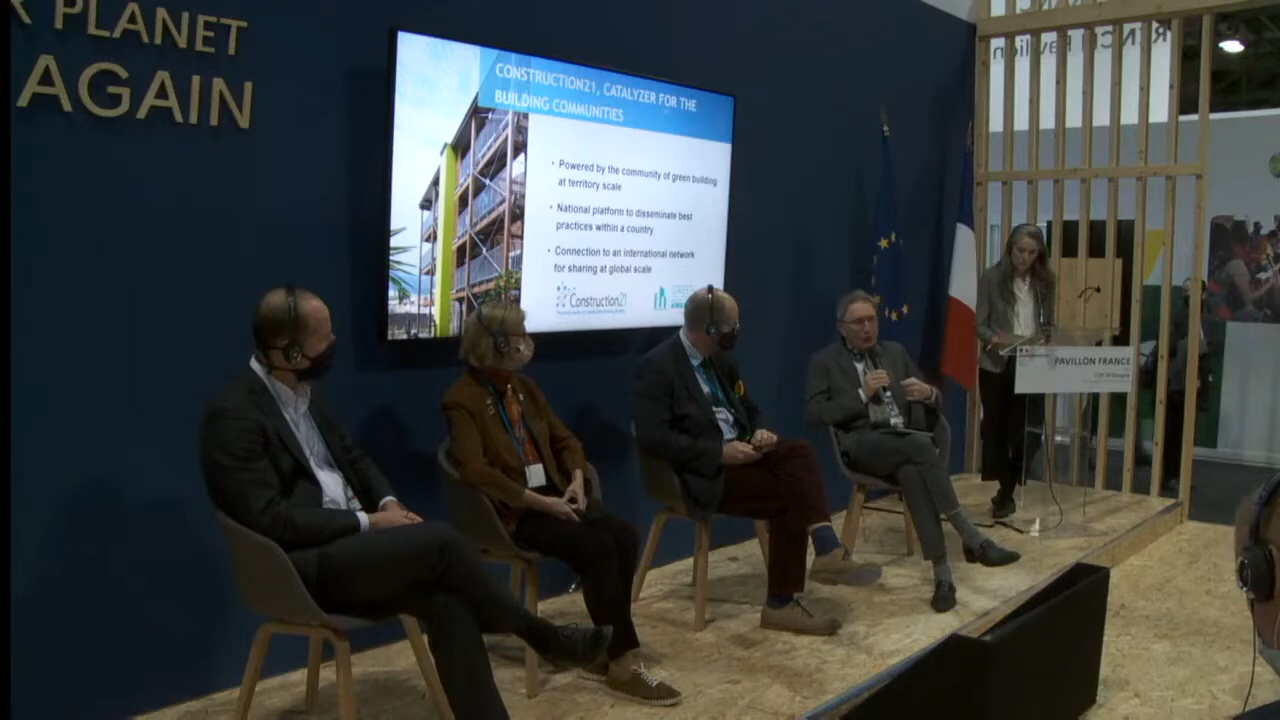 R PLANET
AGAIN
CONSTRUCTION21, CATALYZER FOR THE
BUILDING COMMUNITIES
• Powered by the community of green building
at territory scale
• National platform to disseminate best
practices within a country
• Connection to an international network
for sharing at global scale
Construction21
PAVILLON FRANCE